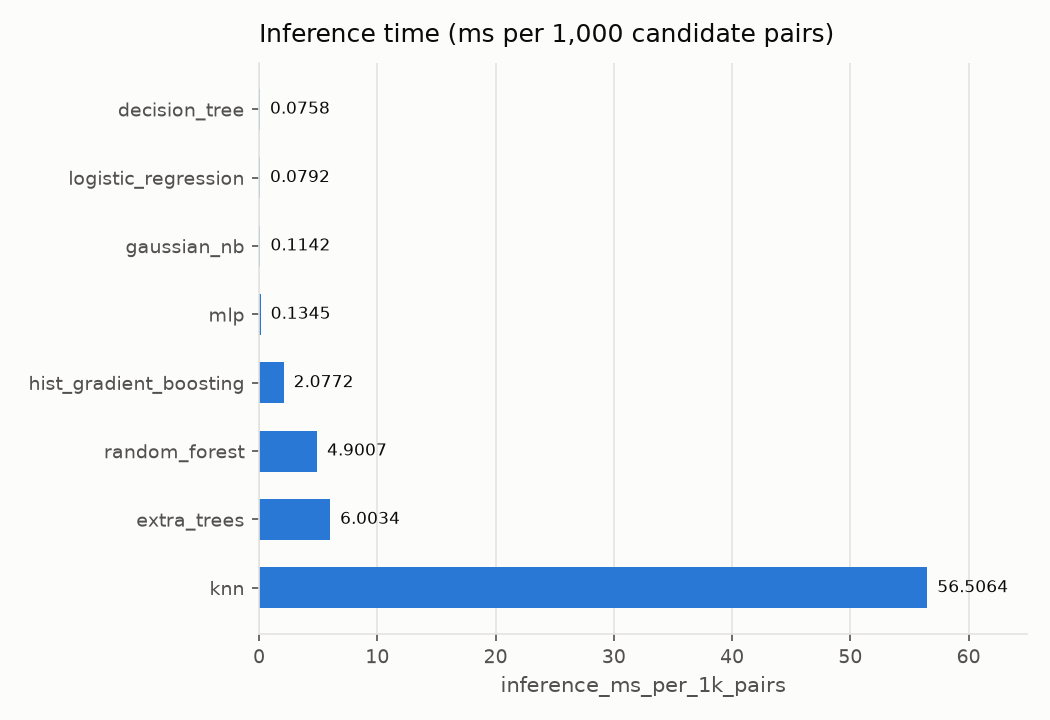 Inference time (ms per 1,000 candidate pairs)
decision_tree 0.0758
logistic_regression 0.0792
gaussian_nb 0.1142
mlp 0.1345
hist_gradient_boosting 2.0772
random_forest 4.9007
extra_trees 6.0034
knn 56.5064
0 10 20 30 40 50 60
inference_ms_per_1k_pairs